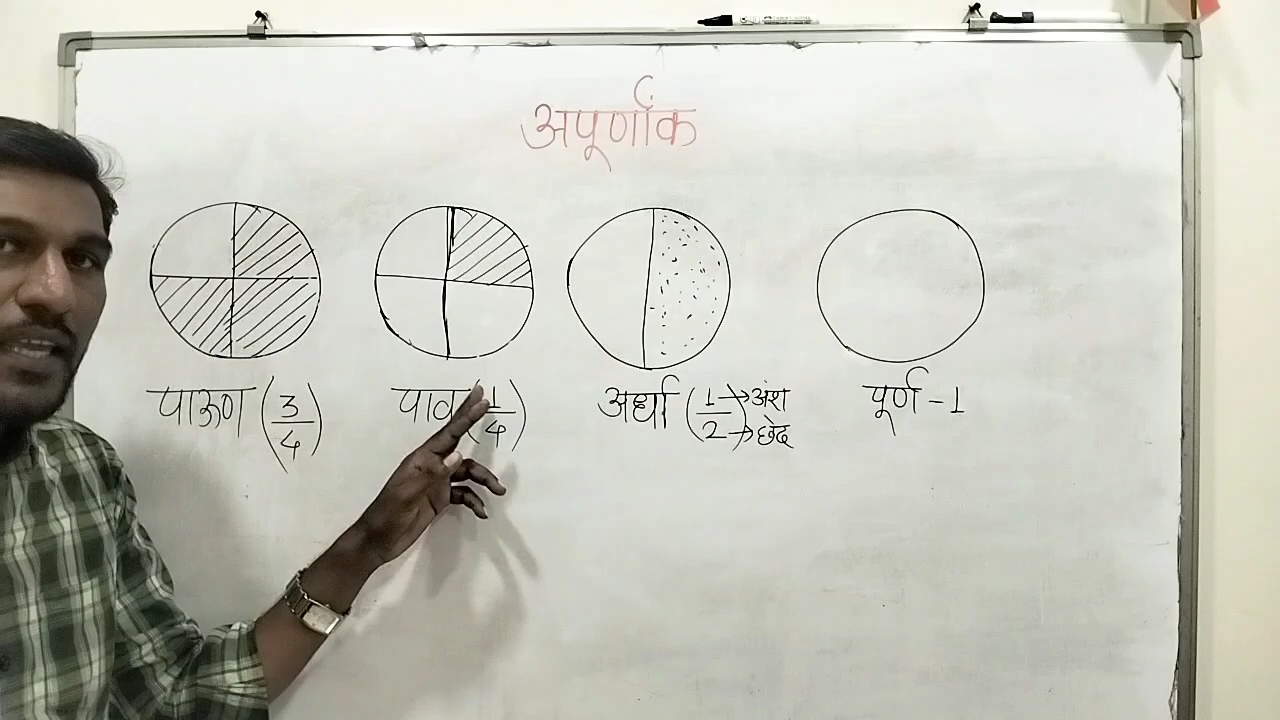 अपूर्णांक
पाऊण (3/4) पाव (1/4) अर्धा (1/2) →अंश →छेद पूर्ण - 1